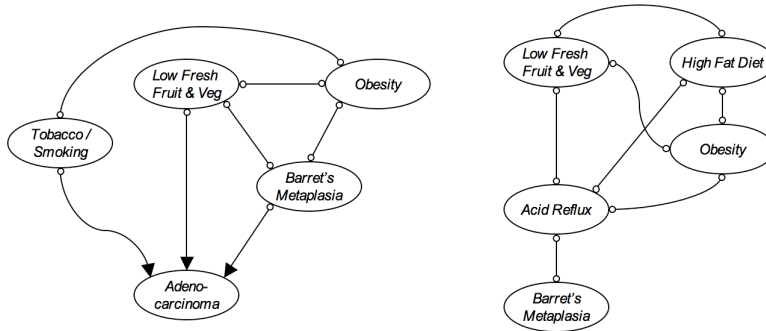 Low Fresh
Fruit & Veg
Obesity
Tobacco /
Smoking
Barret's
Metaplasia
Adeno-
carcinoma
Low Fresh
Fruit & Veg
High Fat Diet
Obesity
Acid Reflux
Barret's
Metaplasia